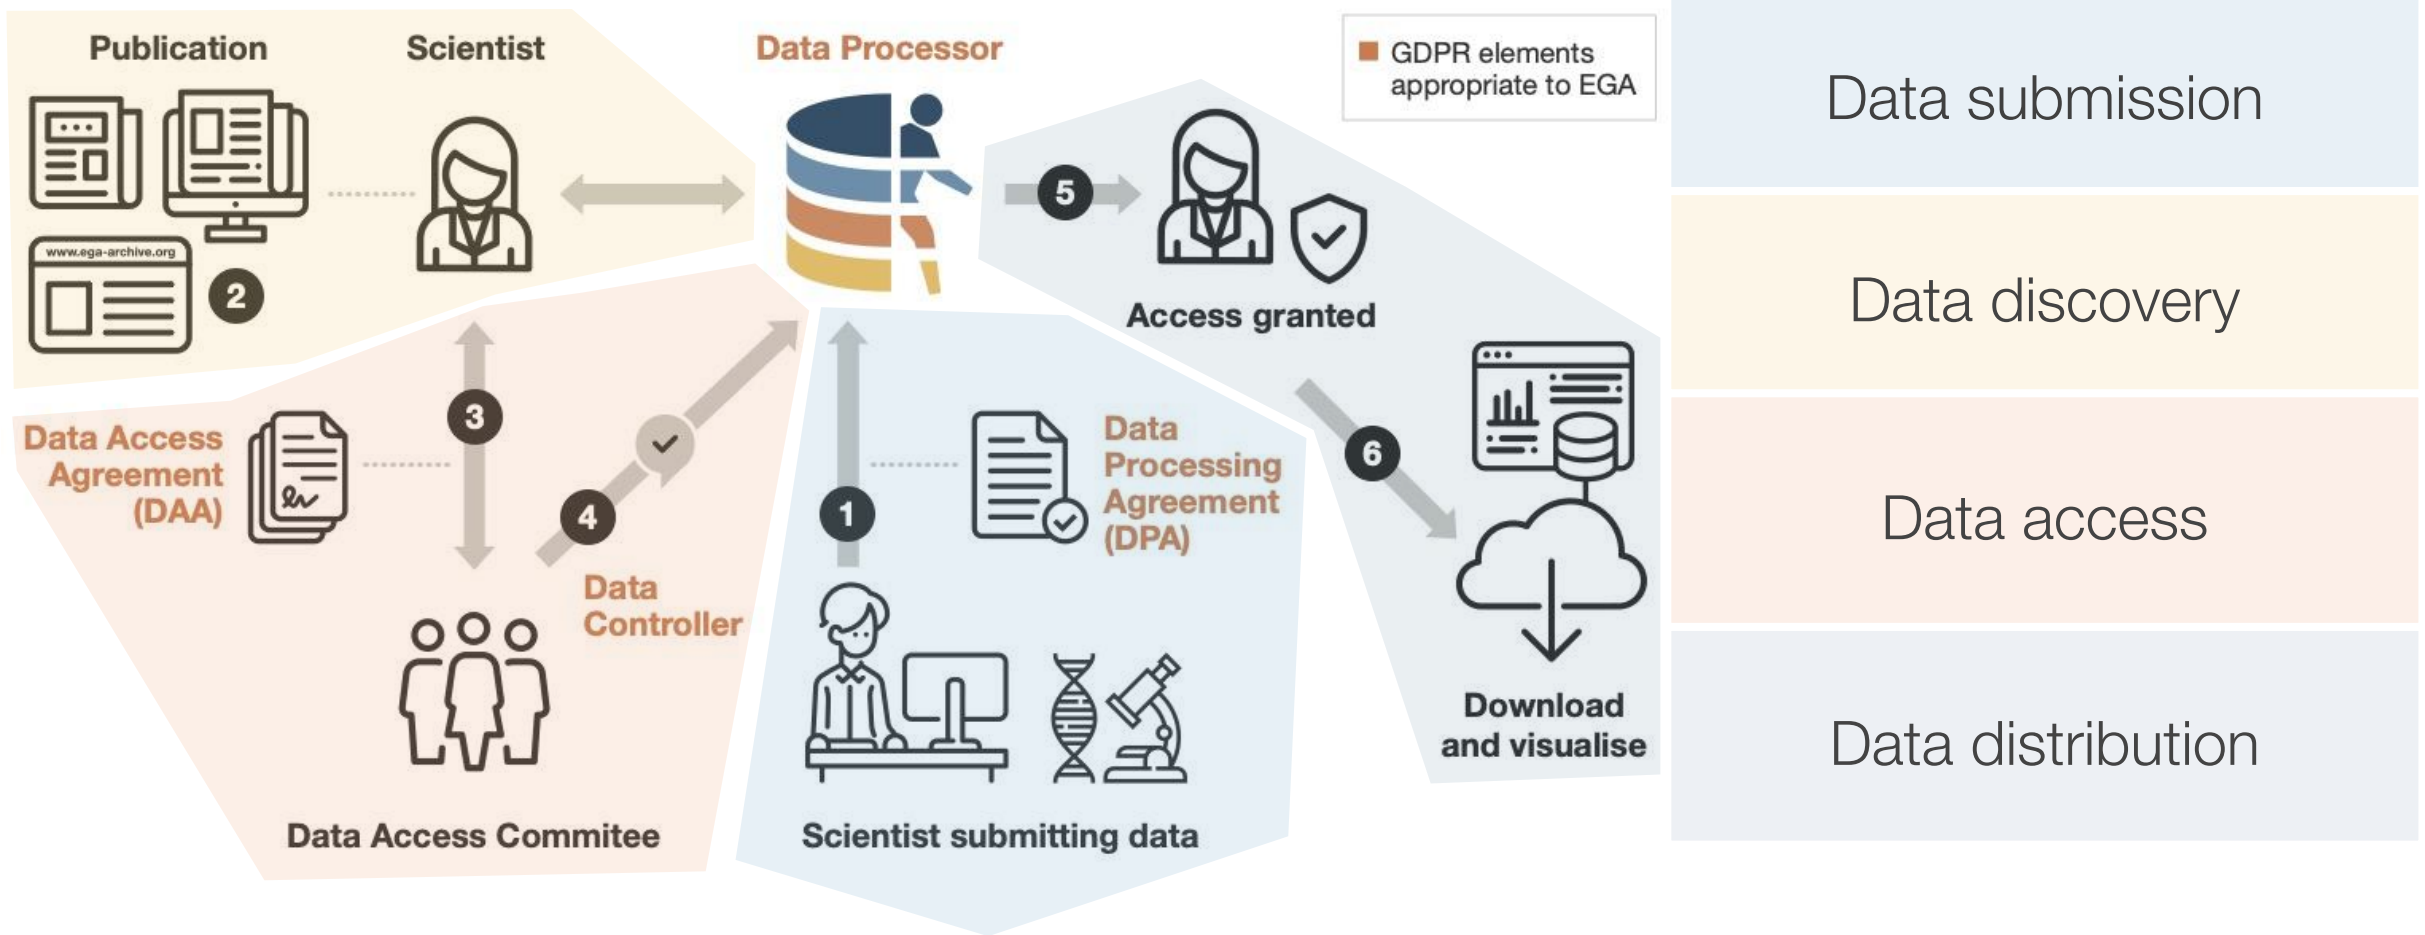 Publication
Scientist
Data Processor
GDPR elements
appropriate to EGA
www.ega-archive.org
2
5
Access granted
3
Data Access
Agreement
(DAA)
4
Data
Controller
1
Data
Processing
Agreement
(DPA)
6
Download
and visualise
Data Access Commitee
Scientist submitting data
Data submission
Data discovery
Data access
Data distribution